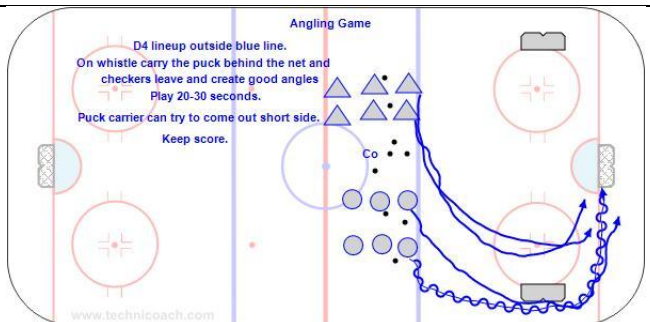 Angling Game
D4 lineup outside blue line.
On whistle carry the puck behind the net and
checkers leave and create good angles
Play 20-30 seconds.
Puck carrier can try to come out short side.
Keep score.
Co
www.technicoach.com